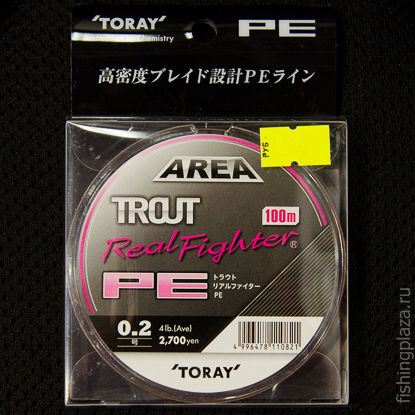 'TORAY'
PE
Chemistry
高密度ブレイド設計PEライン
руб
AREA
TROUT
100m
Real Fighter®
PE
トラウト
リアルファイター
PE
0.2
号
4lb.(Ave)
2,700yen
4 996478 110821
'TORAY'
fishingplaza.ru